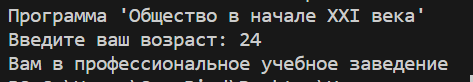 Программа 'Общество в начале XXI века'
Введите ваш возраст: 24
Вам в профессиональное учебное заведение